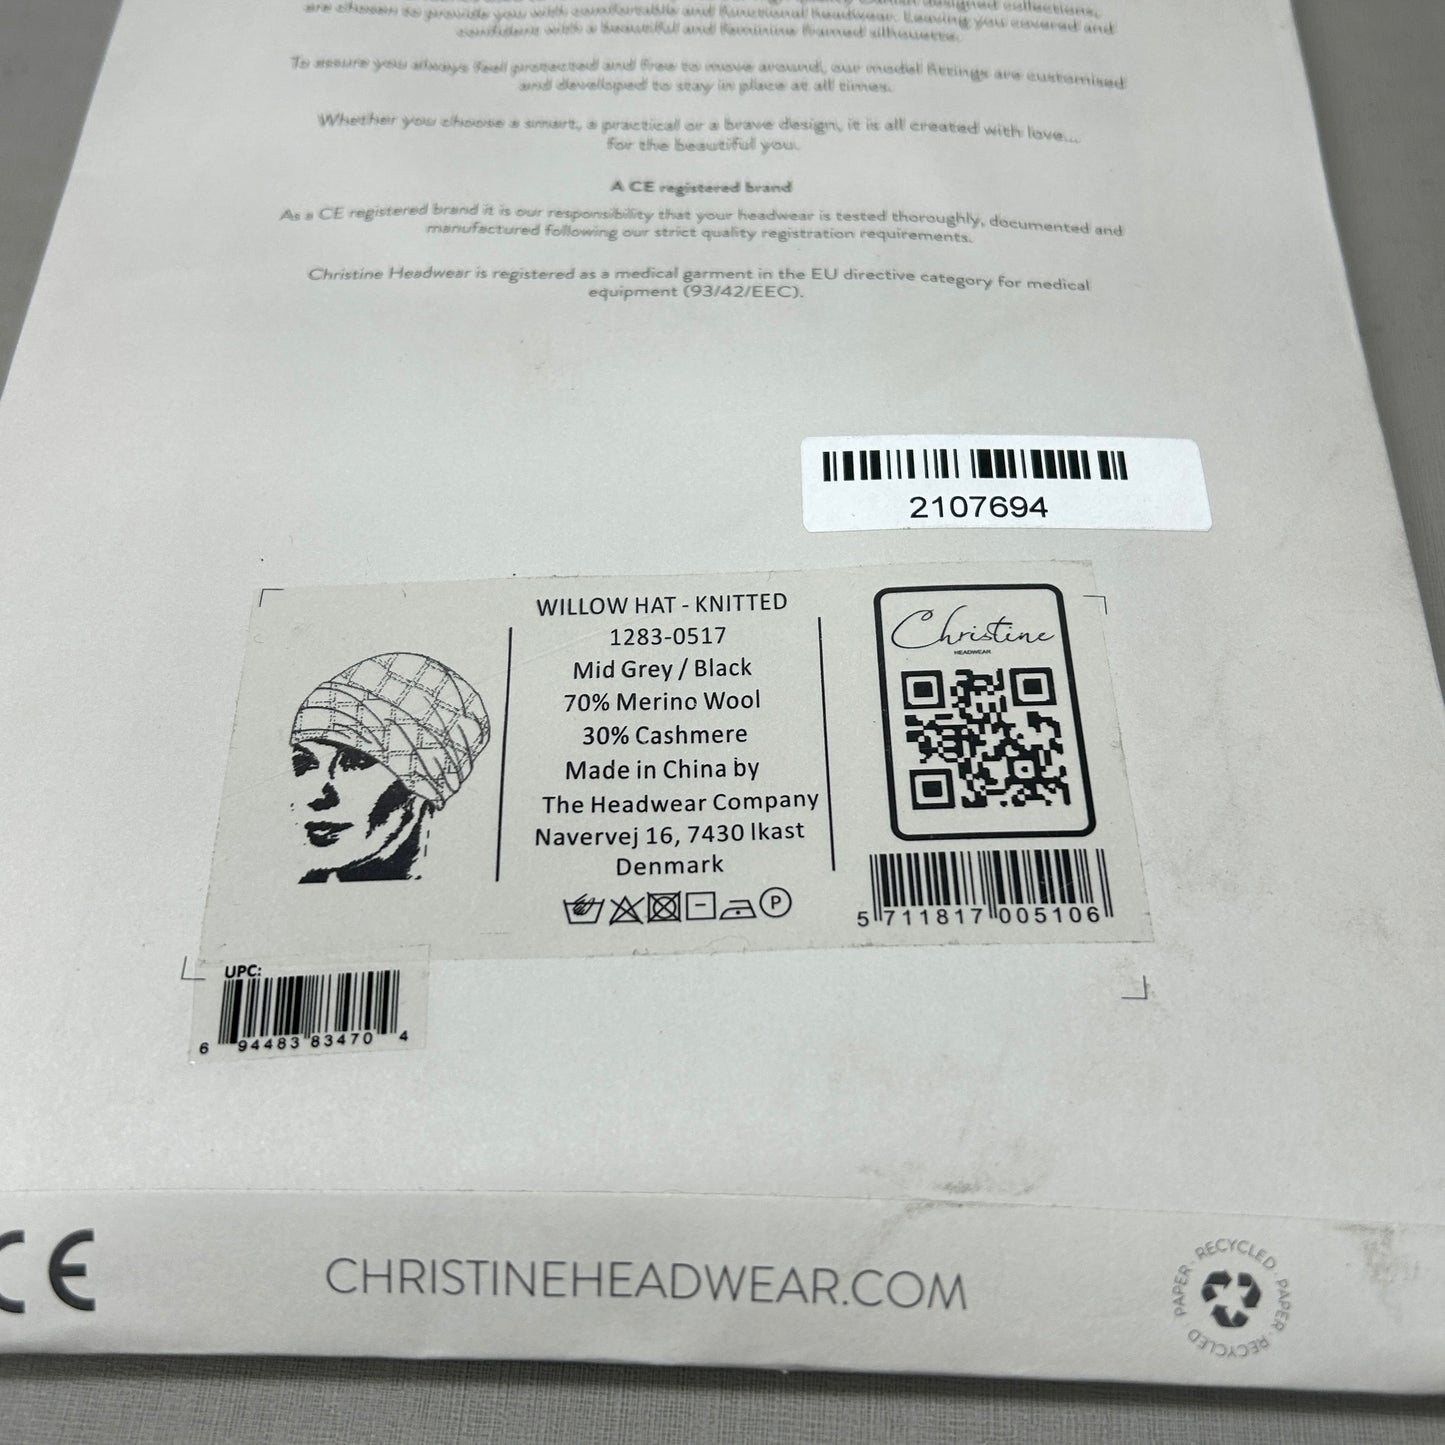 designed collections,
are chosen to provide you with comfortable and functional headwear. Leaving you covered and
confident with a beautiful and feminine framed silhouette.
To assure you always feel protected and free to move around, our model fittings are customised
and developed to stay in place at all times.
Whether you choose a smart, a practical or a brave design, it is all created with love...
for the beautiful you.
A CE registered brand
As a CE registered brand it is our responsibility that your headwear is tested thoroughly, documented and
manufactured following our strict quality registration requirements.
Christine Headwear is registered as a medical garment in the EU directive category for medical
equipment (93/42/EEC).
2107694
WILLOW HAT - KNITTED
1283-0517
Mid Grey / Black
70% Merino Wool
30% Cashmere
Made in China by
The Headwear Company
Navervej 16, 7430 Ikast
Denmark
P
Christine
HEADWEAR
5 711817 005106
UPC:
6 94483 83470 4
CE
CHRISTINEHEADWEAR.COM
RECYCLED · PAPER · RECYCLED · PAPER ·